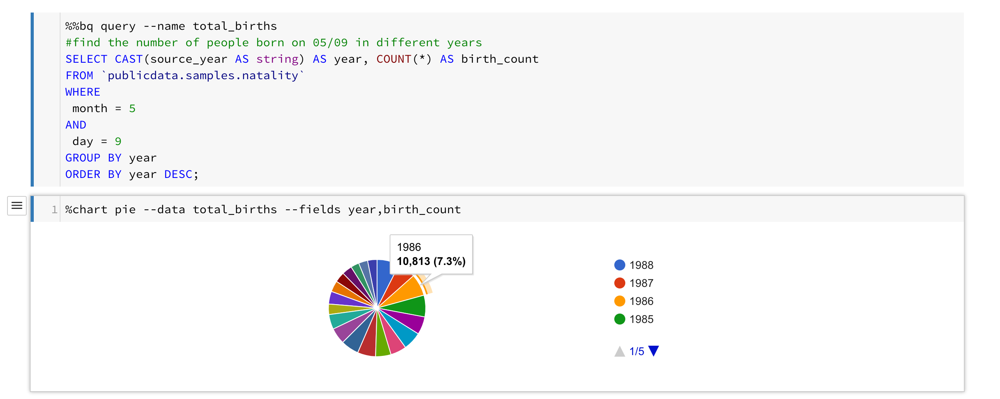 %%bq query --name total_births
#find the number of people born on 05/09 in different years
SELECT CAST(source_year AS string) AS year, COUNT(*) AS birth_count
FROM `publicdata.samples.natality`
WHERE
 month = 5
AND
 day = 9
GROUP BY year
ORDER BY year DESC;
1 %chart pie --data total_births --fields year,birth_count
1986
10,813 (7.3%)
1988
1987
1986
1985
1/5